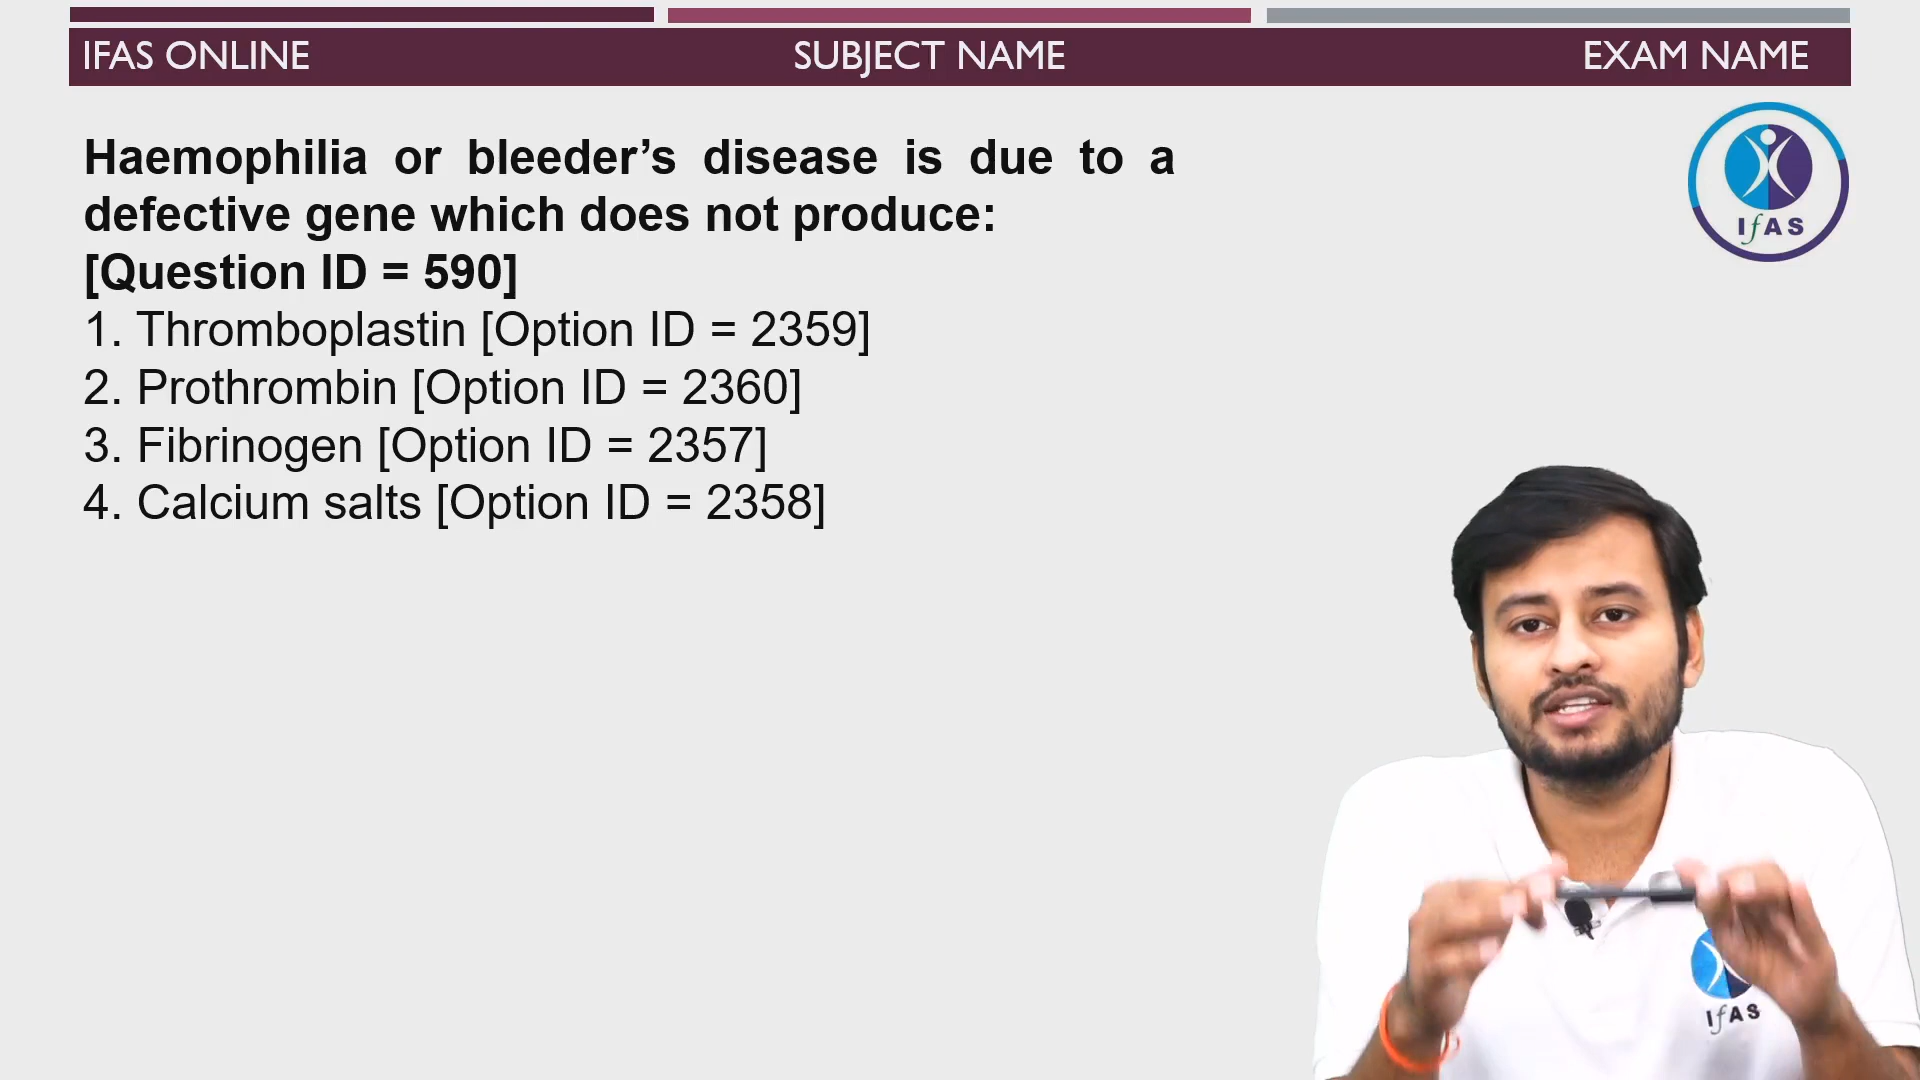 IFAS ONLINE SUBJECT NAME EXAM NAME
Haemophilia or bleeder’s disease is due to a
defective gene which does not produce:
[Question ID = 590]
1. Thromboplastin [Option ID = 2359]
2. Prothrombin [Option ID = 2360]
3. Fibrinogen [Option ID = 2357]
4. Calcium salts [Option ID = 2358]
IfAS
IfAS